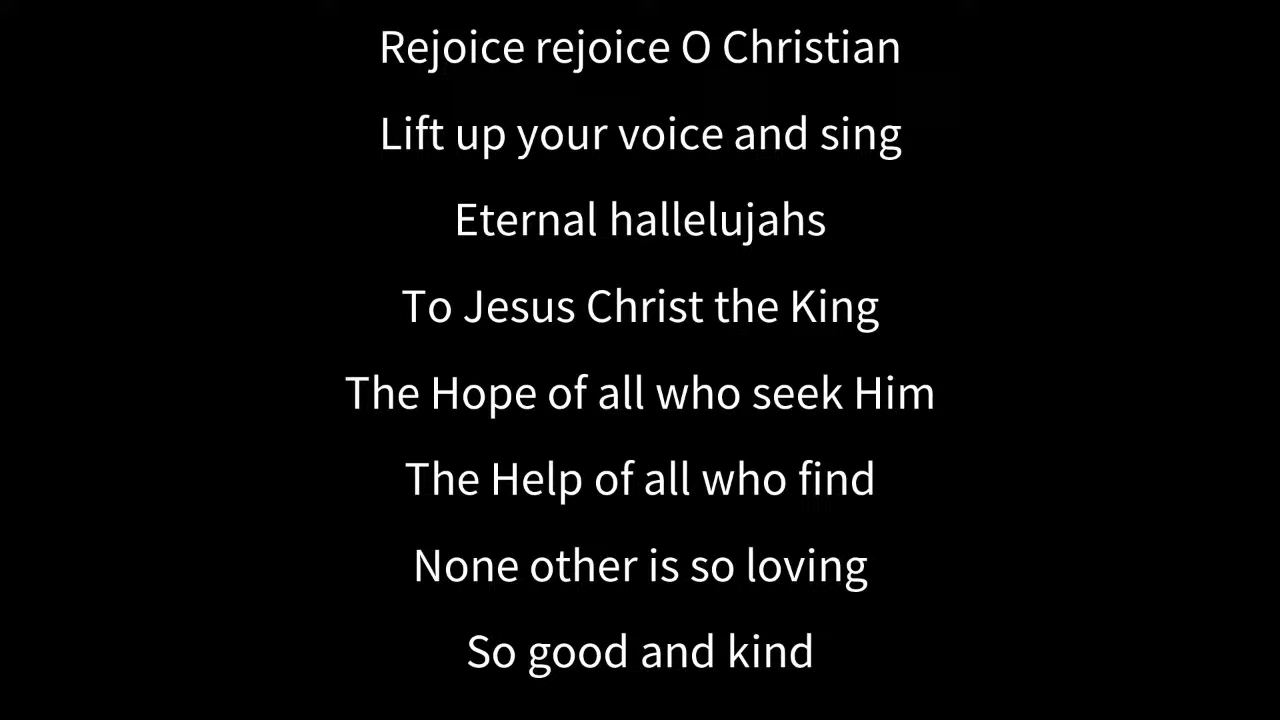 Rejoice rejoice O Christian
Lift up your voice and sing
Eternal hallelujahs
To Jesus Christ the King
The Hope of all who seek Him
The Help of all who find
None other is so loving
So good and kind